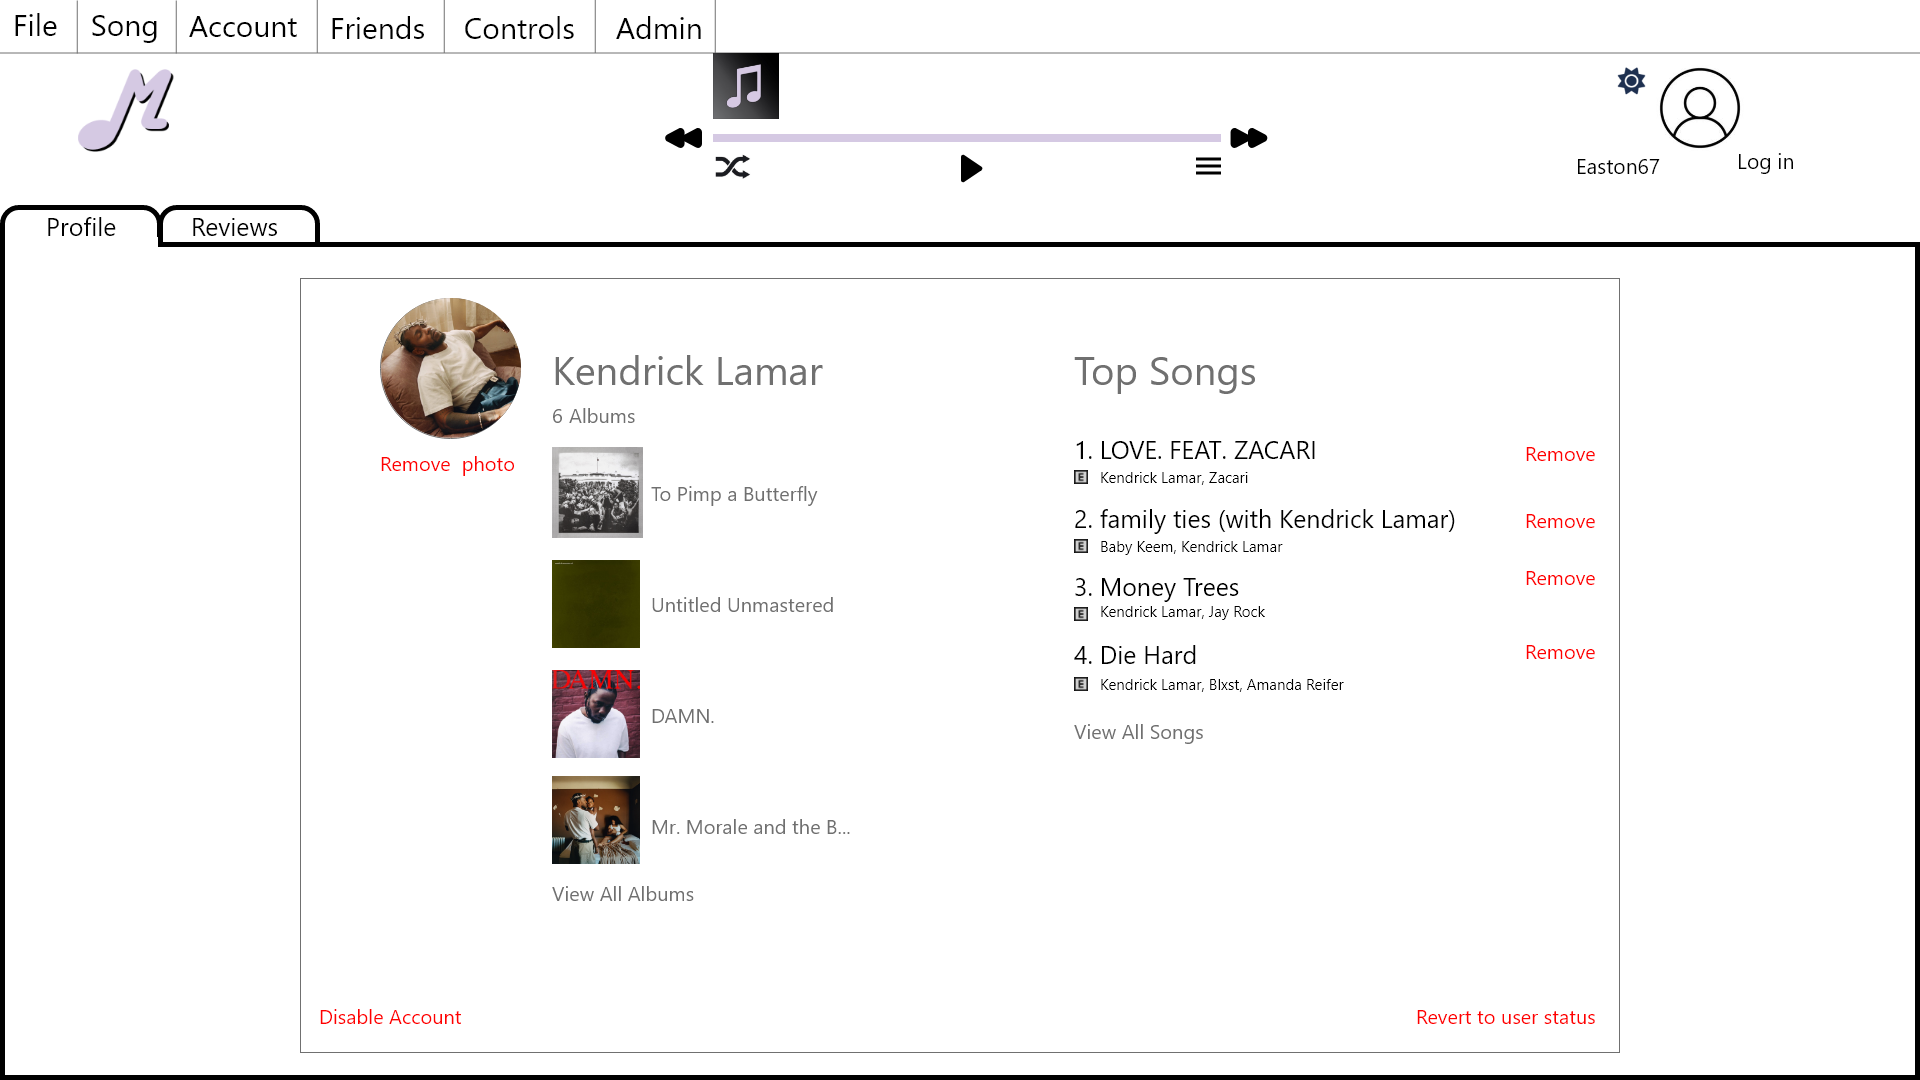 File Song Account Friends Controls Admin
M
Easton67
Log in
Profile Reviews
Kendrick Lamar
6 Albums
Remove photo
To Pimp a Butterfly
Untitled Unmastered
DAMN.
DAMN.
Mr. Morale and the B...
View All Albums
Top Songs
1. LOVE. FEAT. ZACARI
Remove
E Kendrick Lamar, Zacari
2. family ties (with Kendrick Lamar)
Remove
E Baby Keem, Kendrick Lamar
3. Money Trees
Remove
E Kendrick Lamar, Jay Rock
4. Die Hard
Remove
E Kendrick Lamar, Blxst, Amanda Reifer
View All Songs
Disable Account
Revert to user status